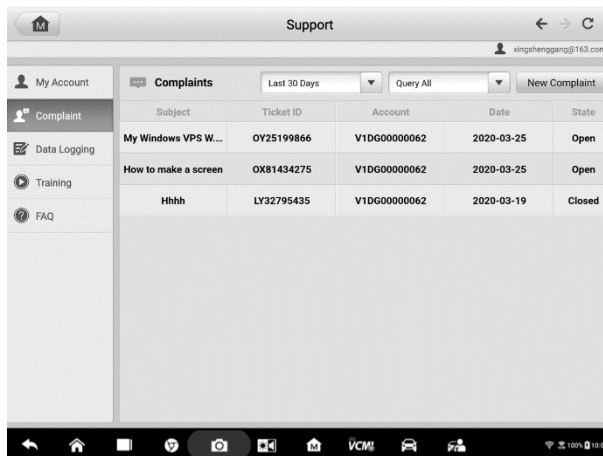 M
Support
xingshenggang@163.com
My Account
Complaints
Last 30 Days
Query All
New Complaint
Complaint
Subject
Ticket ID
Account
Date
State
Data Logging
My Windows VPS W....
OY25199866
V1DG00000062
2020-03-25
Open
How to make a screen
OX81434275
V1DG00000062
2020-03-25
Open
Training
Hhhh
LY32795435
V1DG00000062
2020-03-19
Closed
FAQ
M
VCMI
100%